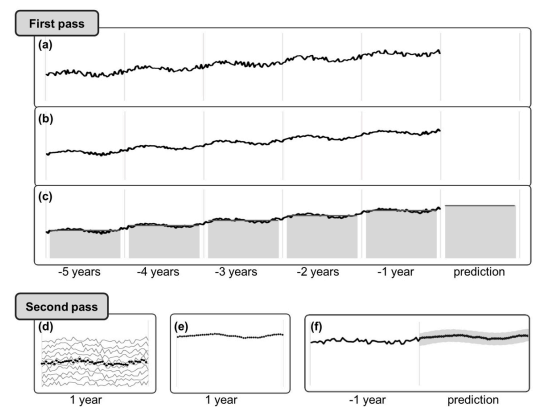 First pass
(a)
(b)
(c)
-5 years -4 years -3 years -2 years -1 year prediction
Second pass
(d) (e) (f)
1 year 1 year -1 year prediction